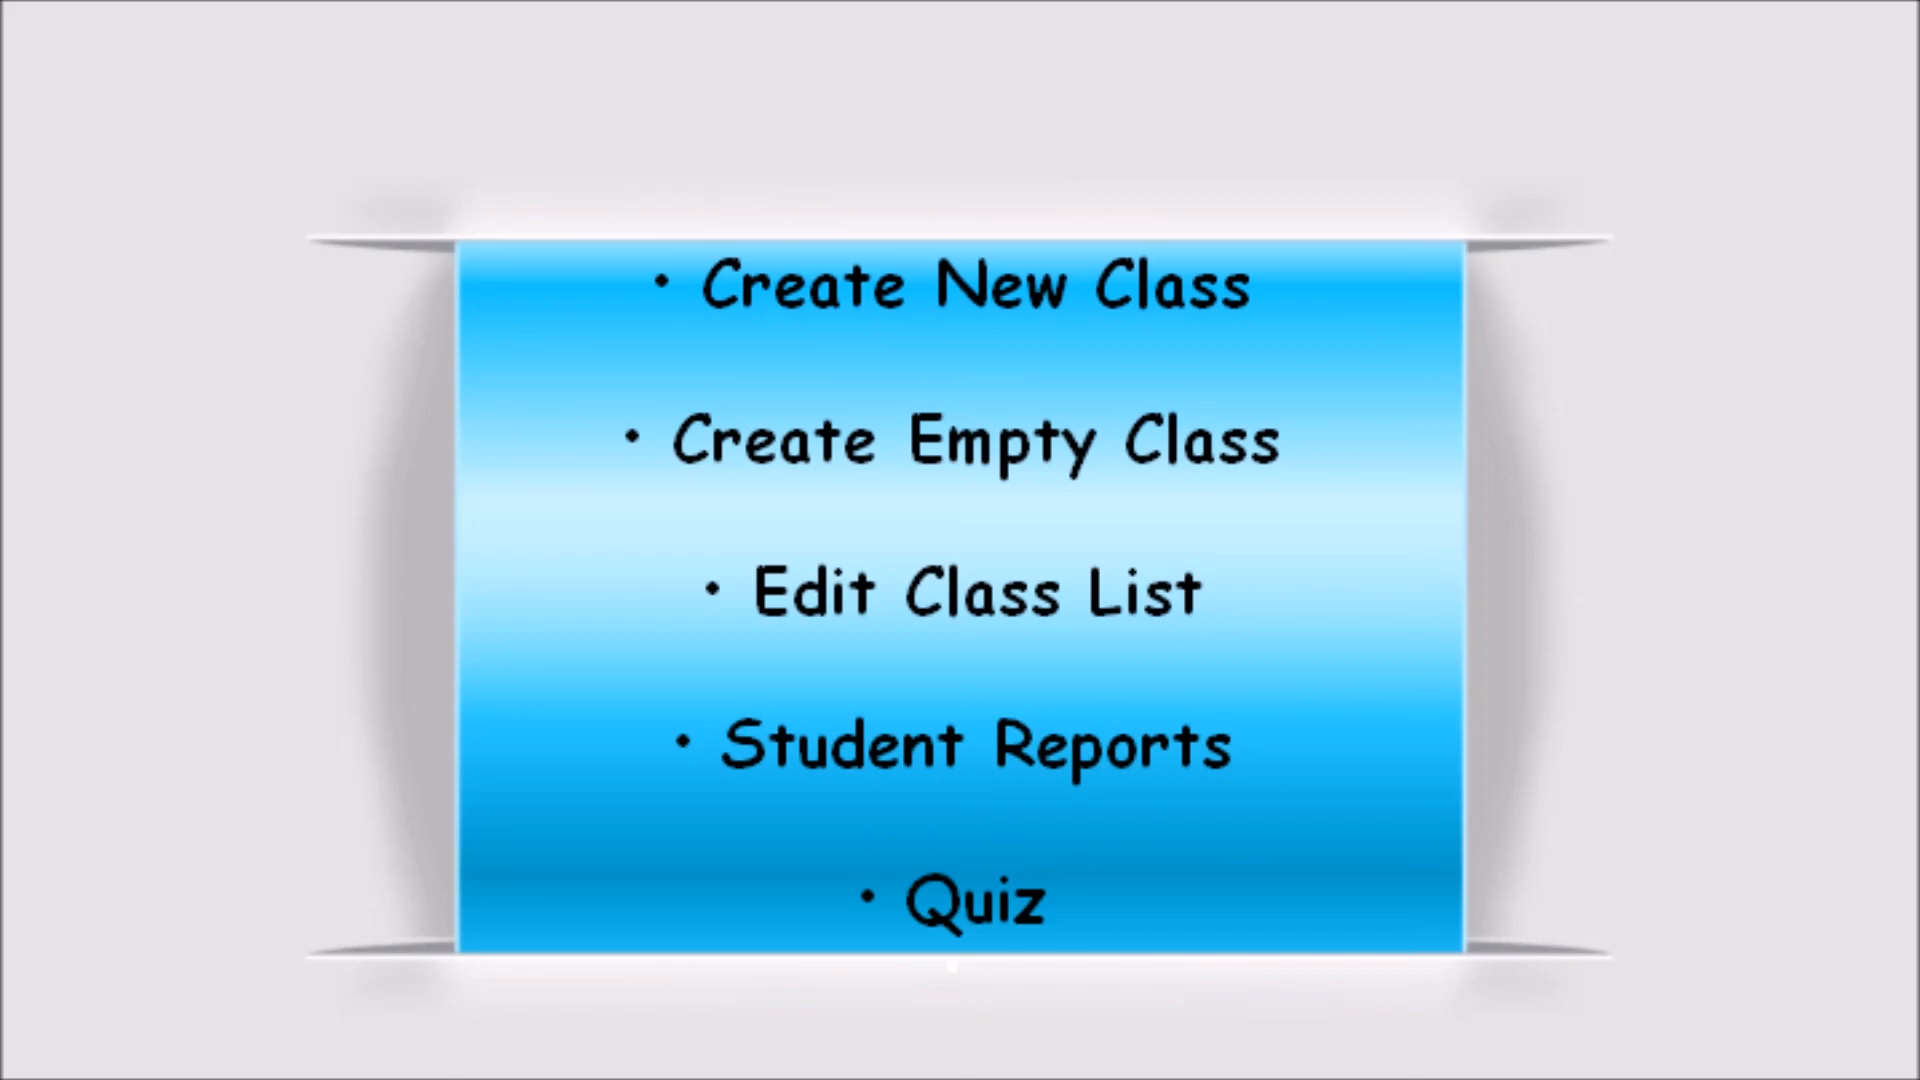 • Create New Class
• Create Empty Class
• Edit Class List
• Student Reports
• Quiz